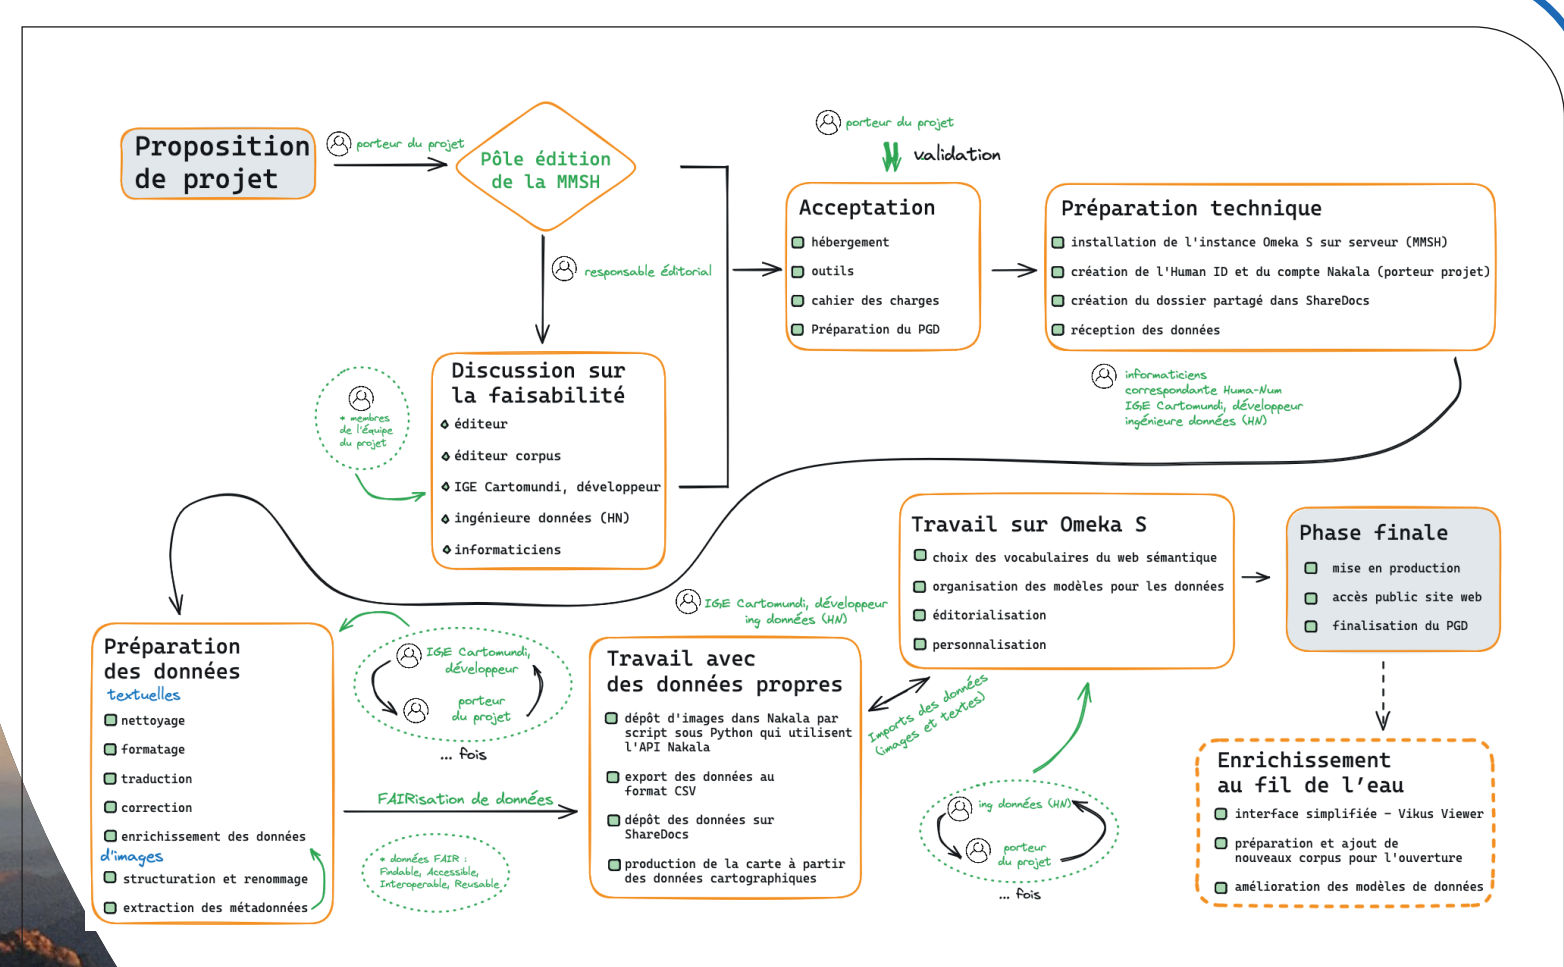 Proposition
de projet
porteur du projet
Pôle édition
de la MMSH
responsable éditorial
Discussion sur
la faisabilité
éditeur
éditeur corpus
IGE Cartomundi, développeur
ingénieure données (HN)
informaticiens
* membres
de l'équipe
du projet
porteur du projet
validation
Acceptation
hébergement
outils
cahier des charges
Préparation du PGD
Préparation technique
installation de l'instance Omeka S sur serveur (MMSH)
création de l'Human ID et du compte Nakala (porteur projet)
création du dossier partagé dans ShareDocs
réception des données
informaticiens
correspondante Huma-Num
IGE Cartomundi, développeur
ingénieure données (HN)
Préparation
des données
textuelles
nettoyage
formatage
traduction
correction
enrichissement des données
d'images
structuration et renommage
extraction des métadonnées
IGE Cartomundi,
développeur
porteur
du projet
... fois
FAIRisation de données
* données FAIR :
Findable, Accessible,
Interoperable, Reusable
IGE Cartomundi, développeur
ing données (HN)
Travail avec
des données propres
dépôt d'images dans Nakala par
script sous Python qui utilisent
l'API Nakala
export des données au
format CSV
dépôt des données sur
ShareDocs
production de la carte à partir
des données cartographiques
Imports des données
(images et textes)
Travail sur Omeka S
choix des vocabulaires du web sémantique
organisation des modèles pour les données
éditorialisation
personnalisation
ing données (HN)
porteur
du projet
... fois
Phase finale
mise en production
accès public site web
finalisation du PGD
Enrichissement
au fil de l’eau
interface simplifiée – Vikus Viewer
préparation et ajout de
nouveaux corpus pour l'ouverture
amélioration des modèles de données